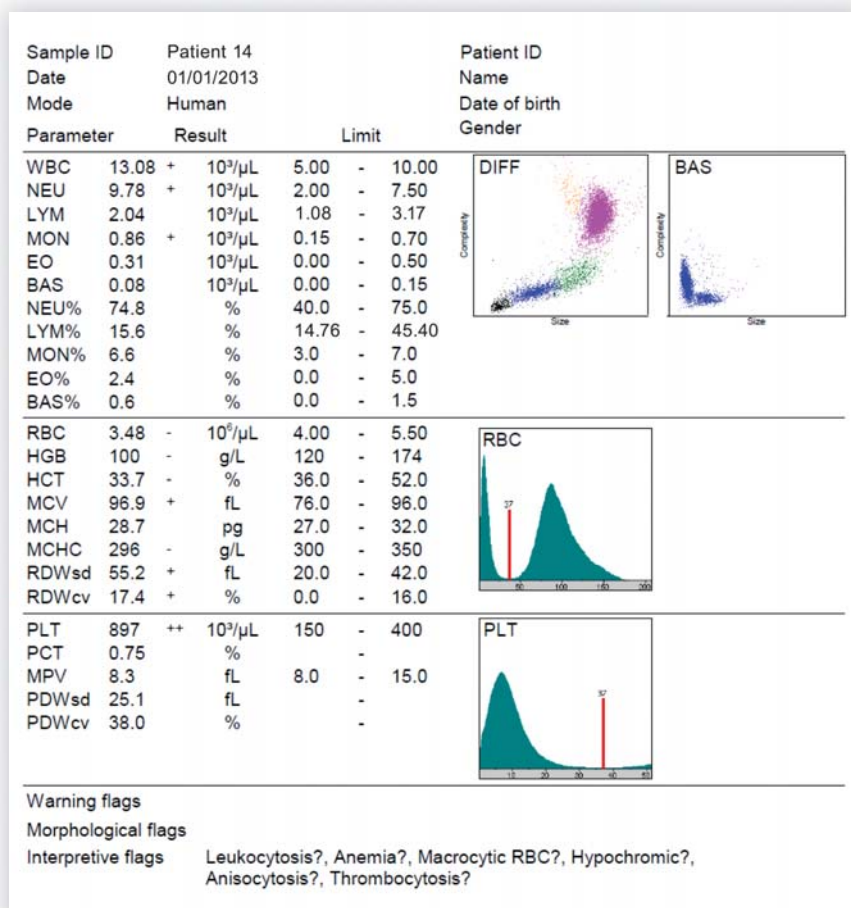 Sample ID Patient 14 Patient ID
Date 01/01/2013 Name
Mode Human Date of birth
Parameter Result Limit Gender
WBC 13.08 + 10³/µL 5.00 - 10.00
NEU 9.78 + 10³/µL 2.00 - 7.50
LYM 2.04 10³/µL 1.08 - 3.17
MON 0.86 + 10³/µL 0.15 - 0.70
EO 0.31 10³/µL 0.00 - 0.50
BAS 0.08 10³/µL 0.00 - 0.15
NEU% 74.8 % 40.0 - 75.0
LYM% 15.6 % 14.76 - 45.40
MON% 6.6 % 3.0 - 7.0
EO% 2.4 % 0.0 - 5.0
BAS% 0.6 % 0.0 - 1.5
DIFF
Complexity
Size
BAS
Complexity
Size
RBC 3.48 - 10⁶/µL 4.00 - 5.50
HGB 100 - g/L 120 - 174
HCT 33.7 - % 36.0 - 52.0
MCV 96.9 + fL 76.0 - 96.0
MCH 28.7 pg 27.0 - 32.0
MCHC 296 - g/L 300 - 350
RDWsd 55.2 + fL 20.0 - 42.0
RDWcv 17.4 + % 0.0 - 16.0
RBC
37
50 100 150 200
PLT 897 ++ 10³/µL 150 - 400
PCT 0.75 % -
MPV 8.3 fL 8.0 - 15.0
PDWsd 25.1 fL -
PDWcv 38.0 % -
PLT
37
10 20 30 40 50
Warning flags
Morphological flags
Interpretive flags Leukocytosis?, Anemia?, Macrocytic RBC?, Hypochromic?,
Anisocytosis?, Thrombocytosis?